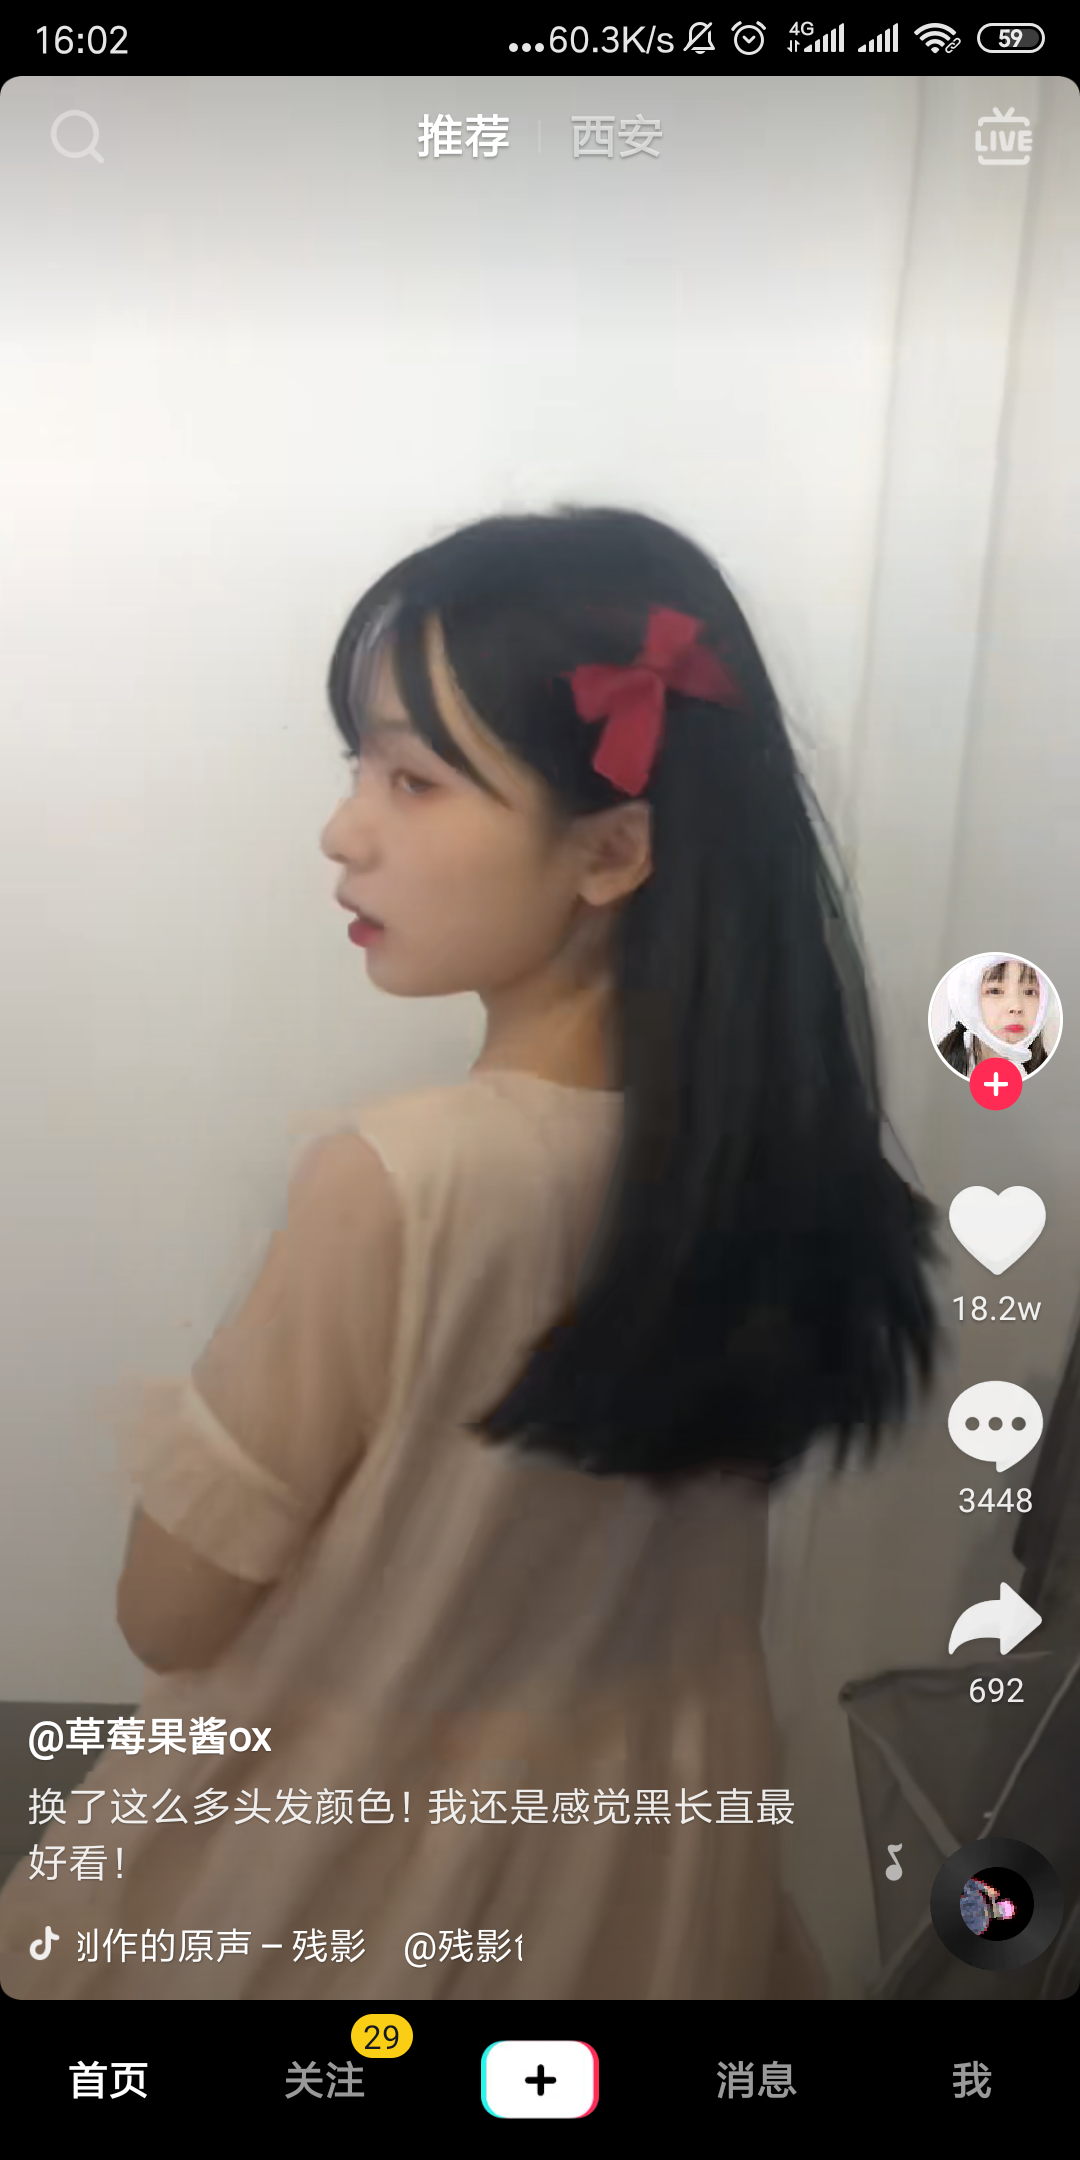 16:02
...60.3K/s
4G
59
推荐
西安
LIVE
18.2w
3448
692
@草莓果酱ox
换了这么多头发颜色！我还是感觉黑长直最
好看！
创作的原声 – 残影 @残影
29
首页
关注
消息
我